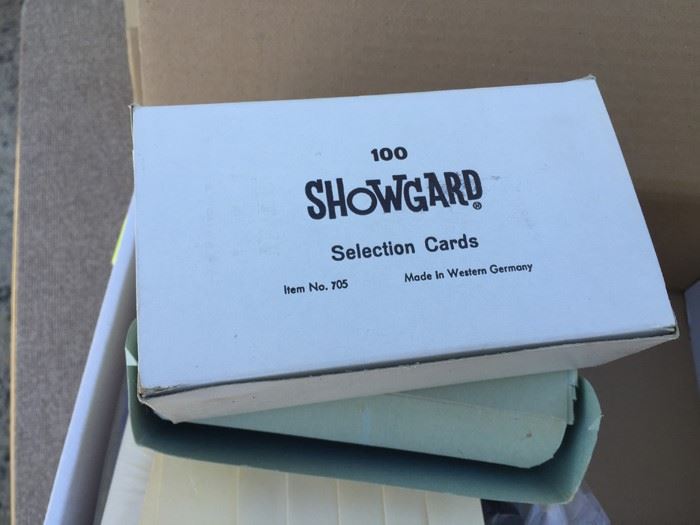 100
SHOWGARD®
Selection Cards
Item No. 705 Made In Western Germany